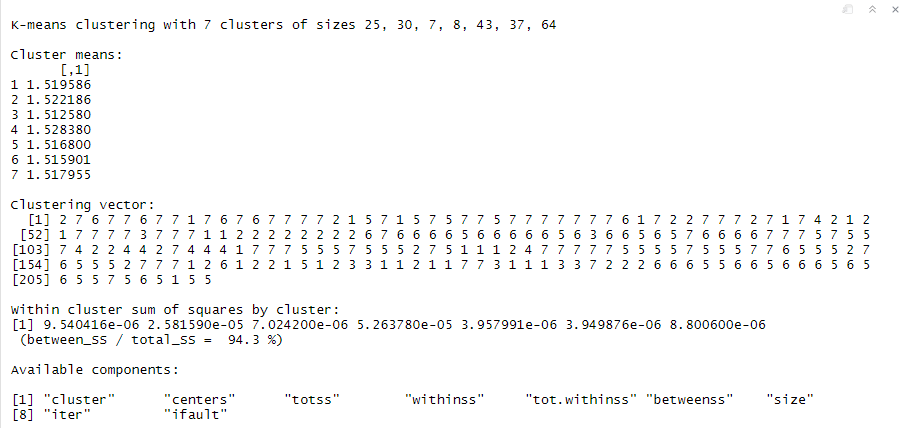 K-means clustering with 7 clusters of sizes 25, 30, 7, 8, 43, 37, 64
Cluster means:
[,1]
1 1.519586
2 1.522186
3 1.512580
4 1.528380
5 1.516800
6 1.515901
7 1.517955
Clustering vector:
[1] 2 7 6 7 7 6 7 7 1 7 6 7 6 7 7 7 7 2 1 5 7 1 5 7 5 7 7 5 7 7 7 7 7 7 7 6 1 7 2 2 7 7 7 2 7 1 7 4 2 1 2
[52] 1 7 7 7 7 3 7 7 7 1 1 2 2 2 2 2 2 2 2 6 7 6 6 6 6 5 6 6 6 6 6 6 5 6 3 6 6 5 6 5 7 6 6 6 6 7 7 7 5 7 5 5
[103] 7 4 2 2 4 4 2 7 4 4 4 1 7 7 7 5 5 5 7 5 5 5 2 7 5 1 1 1 2 4 7 7 7 7 7 5 5 5 5 7 5 5 5 7 7 6 5 5 5 2 7
[154] 6 5 5 5 2 7 7 7 1 2 6 1 2 2 1 5 1 2 3 3 1 1 2 1 1 7 7 3 1 1 1 3 3 7 2 2 2 6 6 6 5 5 6 6 5 6 6 6 5 6 5
[205] 6 5 5 7 5 6 5 1 5 5
Within cluster sum of squares by cluster:
[1] 9.540416e-06 2.581590e-05 7.024200e-06 5.263780e-05 3.957991e-06 3.949876e-06 8.800600e-06
(between_SS / total_SS =  94.3 %)
Available components:
[1] "cluster" "centers" "totss" "withinss" "tot.withinss" "betweenss" "size"
[8] "iter" "ifault"